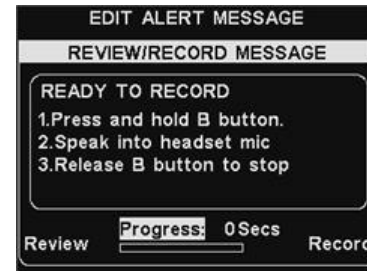 EDIT ALERT MESSAGE
REVIEW/RECORD MESSAGE
READY TO RECORD
1.Press and hold B button.
2.Speak into headset mic
3.Release B button to stop
Progress: 0Secs
Review Record